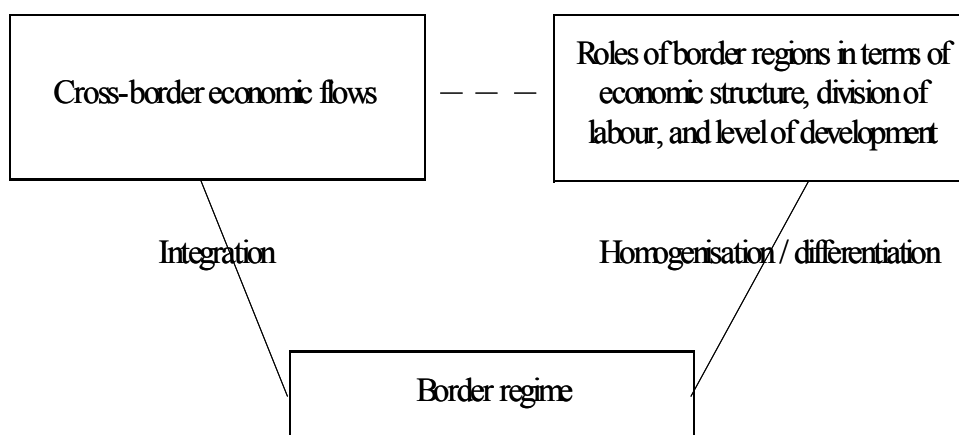 Cross-border economic flows
Roles of border regions in terms of
economic structure, division of
labour, and level of development
Integration
Homogenisation / differentiation
Border regime